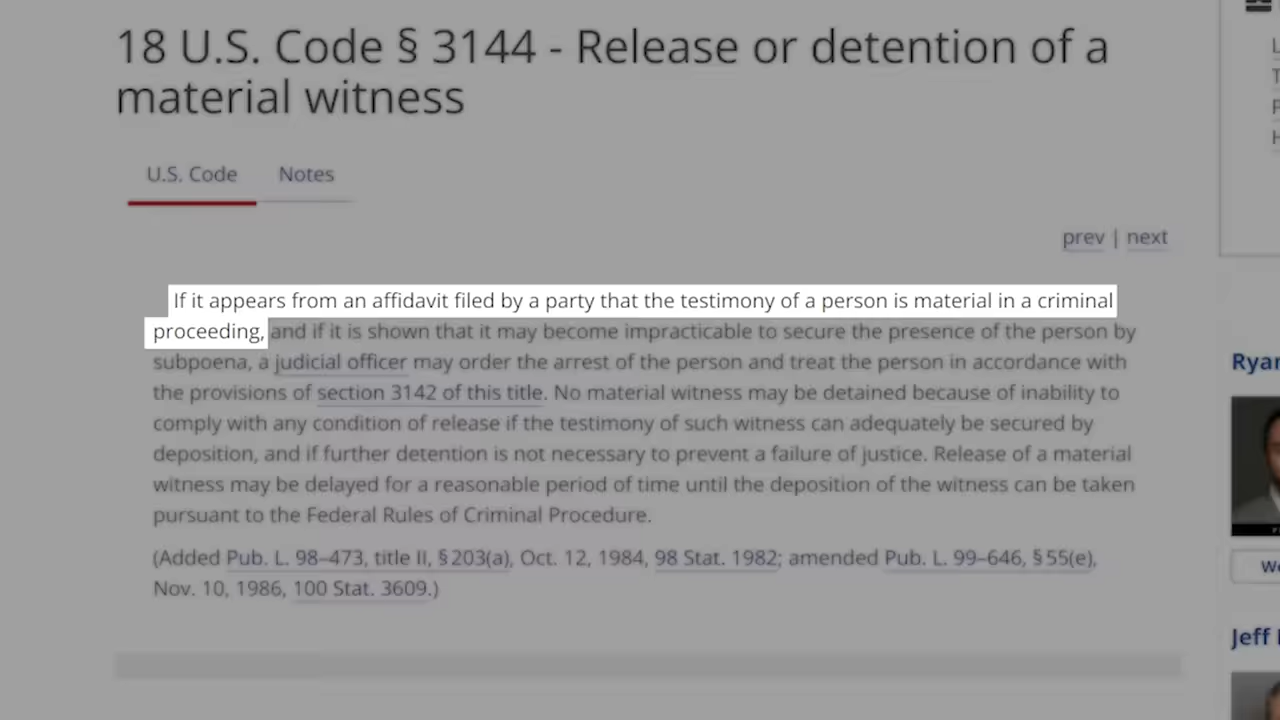 18 U.S. Code § 3144 - Release or detention of a
material witness
U.S. Code Notes
prev | next
If it appears from an affidavit filed by a party that the testimony of a person is material in a criminal
proceeding, and if it is shown that it may become impracticable to secure the presence of the person by
subpoena, a judicial officer may order the arrest of the person and treat the person in accordance with
the provisions of section 3142 of this title. No material witness may be detained because of inability to
comply with any condition of release if the testimony of such witness can adequately be secured by
deposition, and if further detention is not necessary to prevent a failure of justice. Release of a material
witness may be delayed for a reasonable period of time until the deposition of the witness can be taken
pursuant to the Federal Rules of Criminal Procedure.
(Added Pub. L. 98–473, title II, § 203(a), Oct. 12, 1984, 98 Stat. 1982; amended Pub. L. 99–646, § 55(e),
Nov. 10, 1986, 100 Stat. 3609.)
Jeff